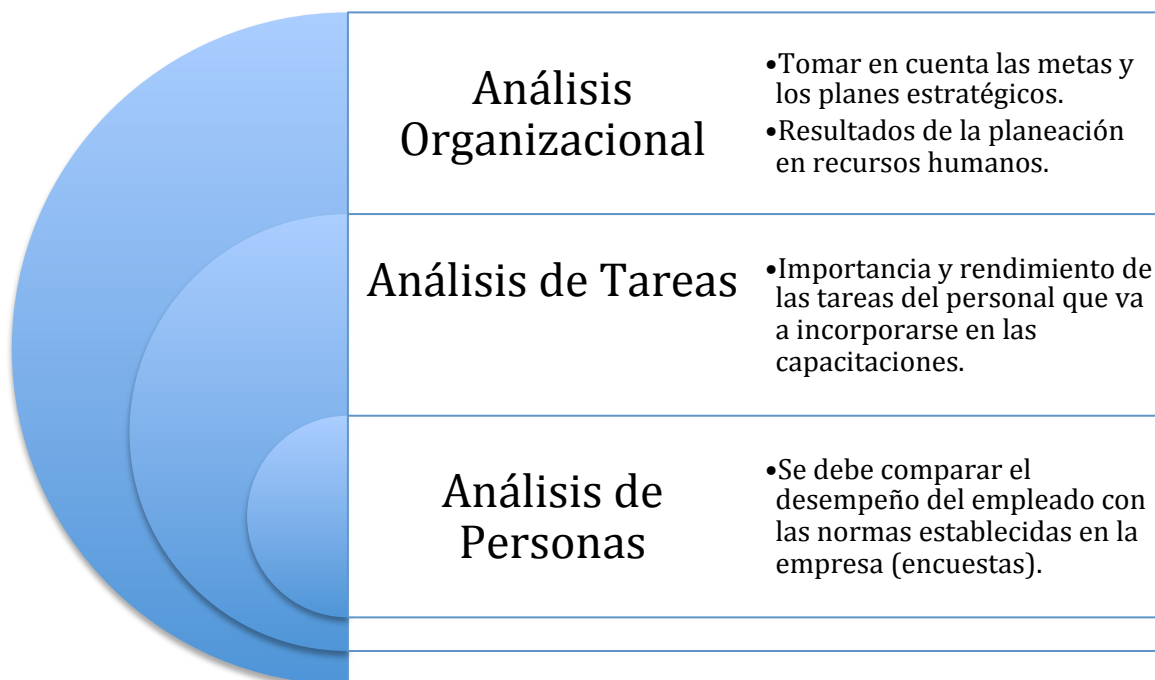 Análisis
Organizacional
•Tomar en cuenta las metas y
los planes estratégicos.
•Resultados de la planeación
en recursos humanos.
Análisis de Tareas
•Importancia y rendimiento de
las tareas del personal que va
a incorporarse en las
capacitaciones.
Análisis de
Personas
•Se debe comparar el
desempeño del empleado con
las normas establecidas en la
empresa (encuestas).